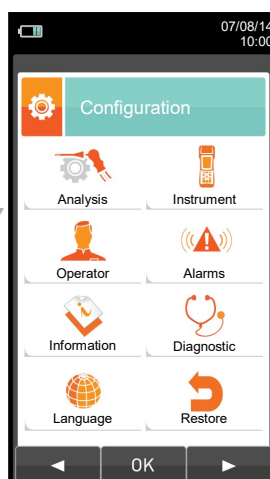 07/08/14
10:00
Configuration
Analysis
Instrument
Operator
Alarms
Information
Diagnostic
Language
Restore
OK